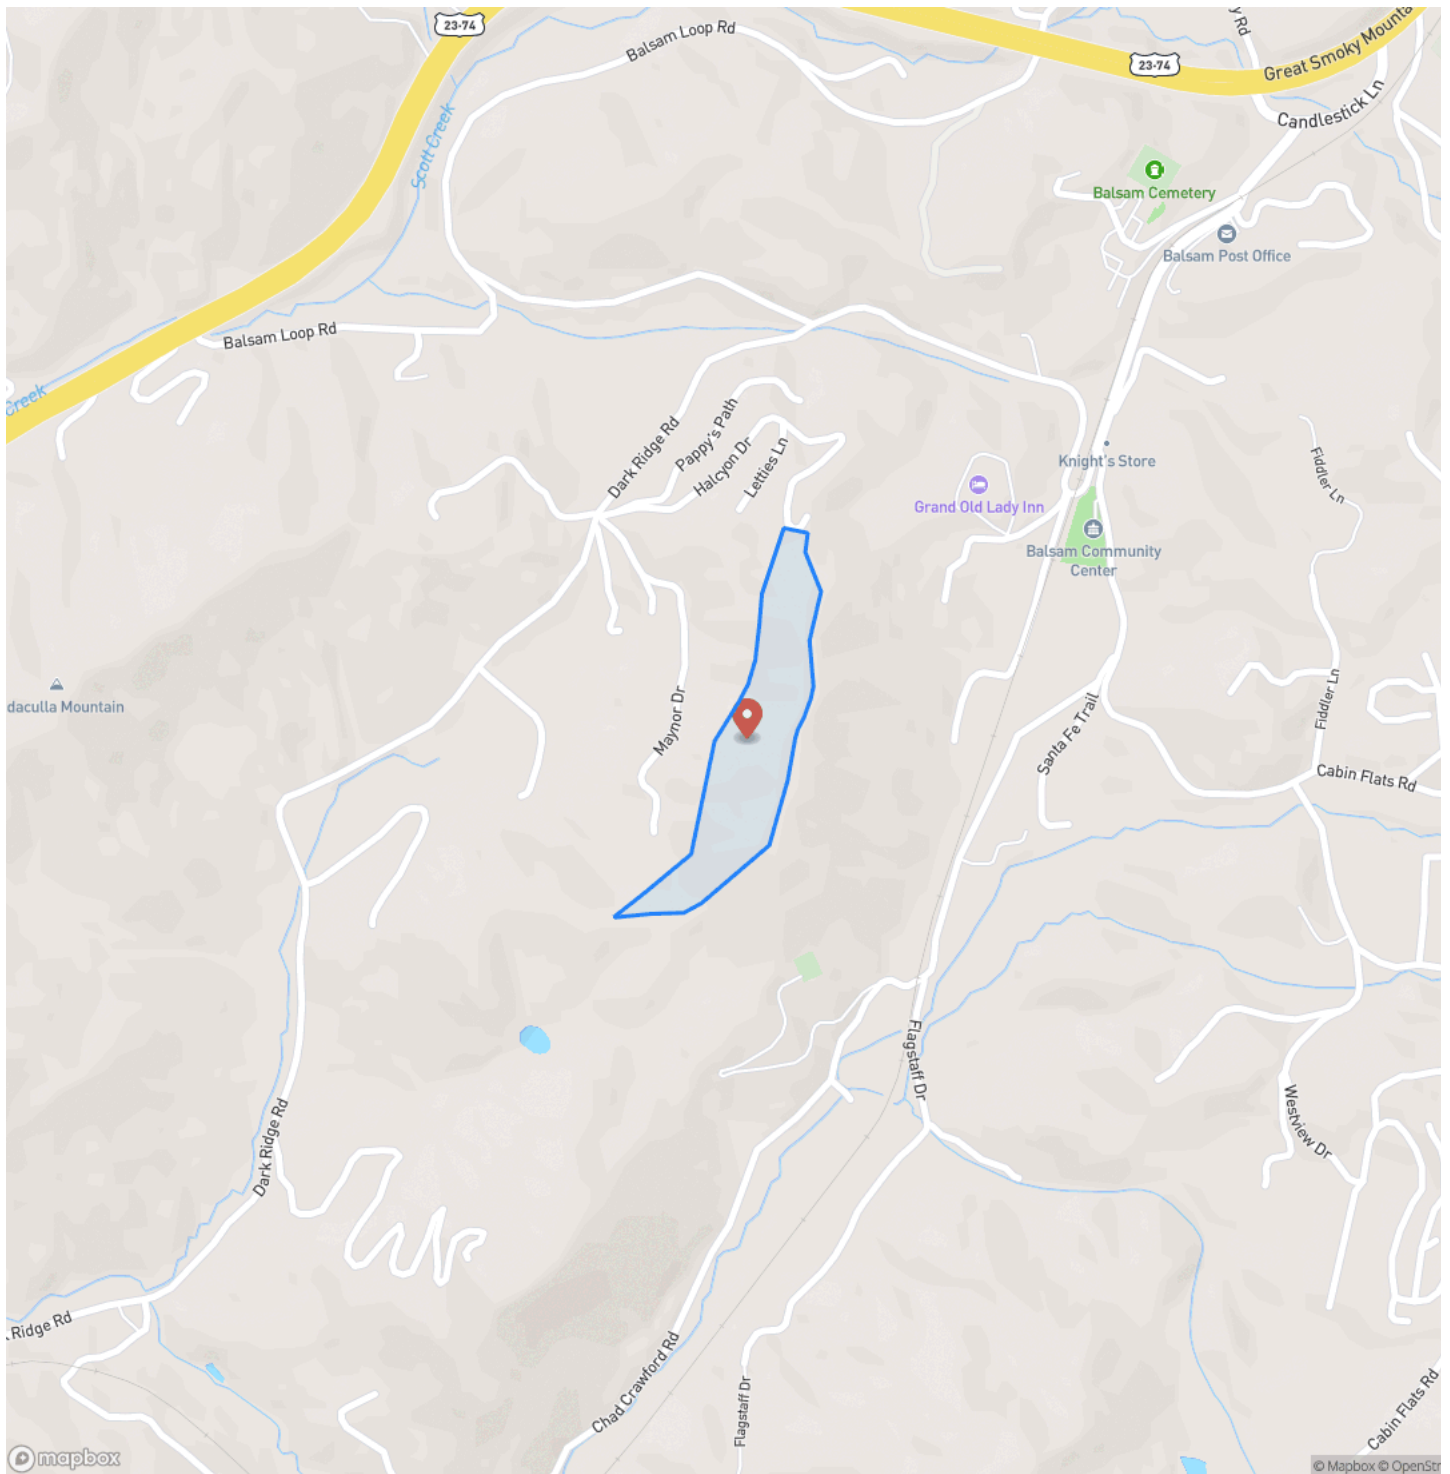 23-74
Balsam Loop Rd
y Rd
23-74
Great Smoky Mounta
Candlestick Ln
Scott Creek
Balsam Cemetery
Balsam Post Office
Balsam Loop Rd
Creek
Dark Ridge Rd
Pappy's Path
Halcyon Dr
Letties Ln
Knight's Store
Grand Old Lady Inn
Fiddler Ln
Balsam Community
Center
daculla Mountain
Maynor Dr
Santa Fe Trail
Fiddler Ln
Cabin Flats Rd
Flagstaff Dr
Westview Dr
Dark Ridge Rd
k Ridge Rd
Chad Crawford Rd
Flagstaff Dr
Cabin Flats Rd
mapbox
© Mapbox © OpenStr